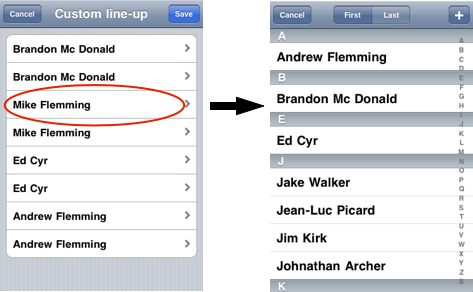 Cancel Custom line-up Save
Brandon Mc Donald
Brandon Mc Donald
Mike Flemming
Mike Flemming
Ed Cyr
Ed Cyr
Andrew Flemming
Andrew Flemming
Cancel First Last +
A
Andrew Flemming
B
Brandon Mc Donald
E
Ed Cyr
J
Jake Walker
Jean-Luc Picard
Jim Kirk
Johnathan Archer
K
A
B
C
D
E
F
G
H
I
J
K
L
M
N
O
P
Q
R
S
T
U
V
W
X
Y
Z